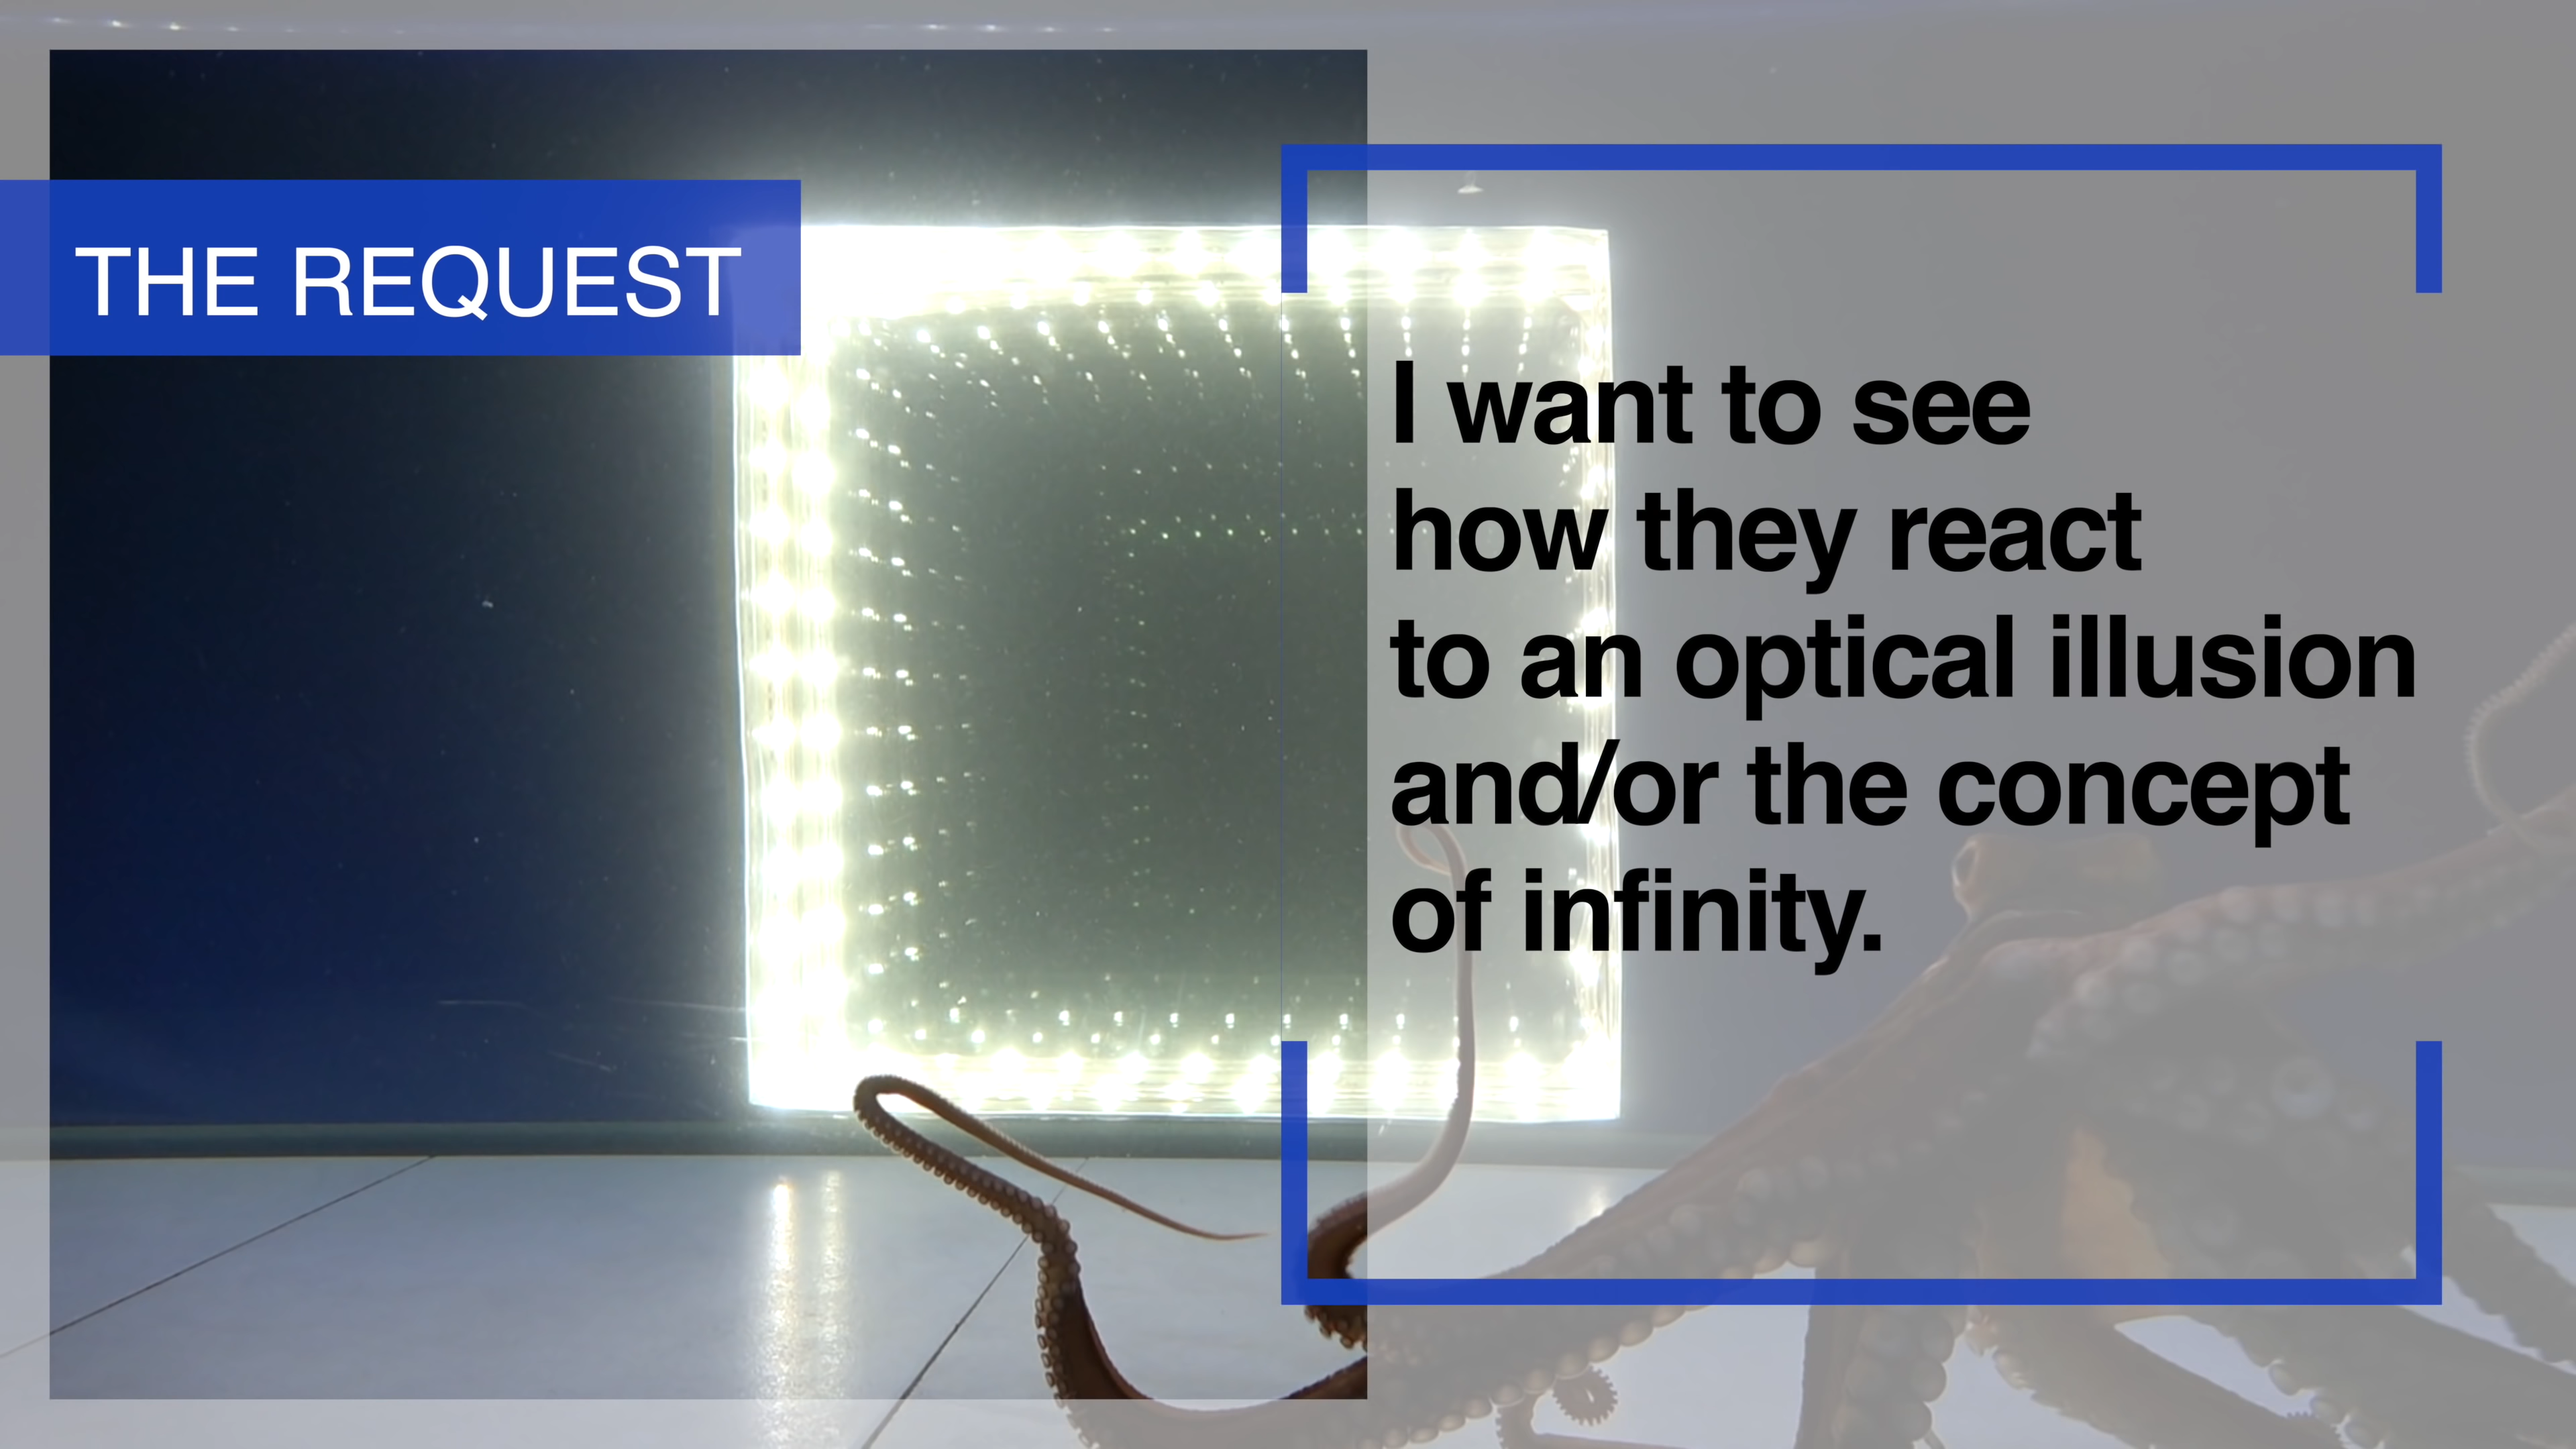 THE REQUEST
I want to see
how they react
to an optical illusion
and/or the concept
of infinity.